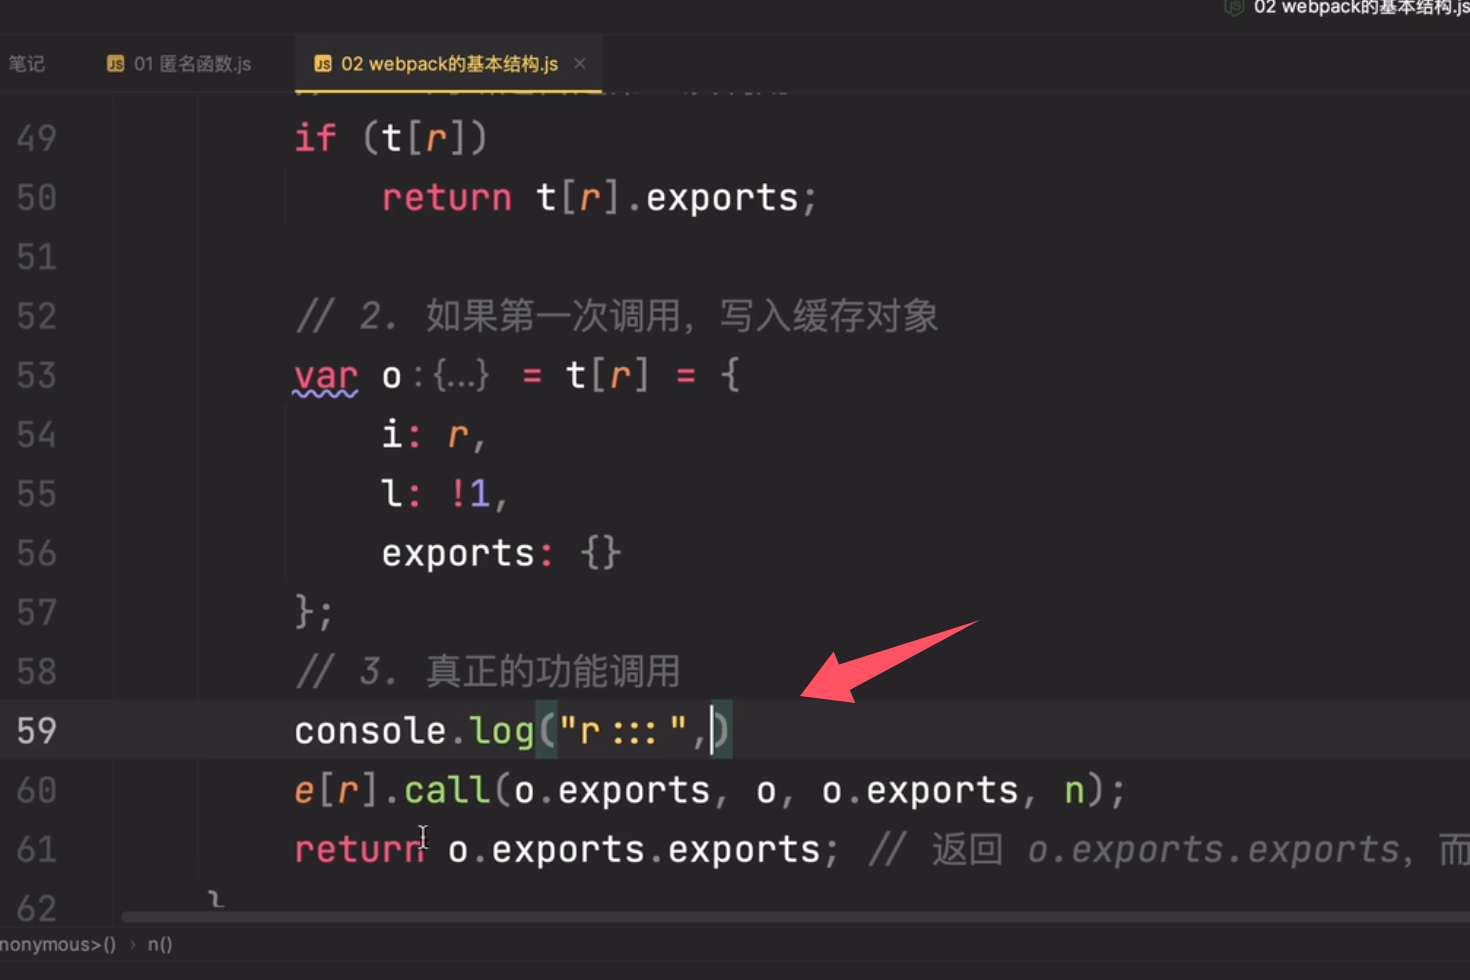 02 webpack的基本结构.js
笔记 01 匿名函数.js 02 webpack的基本结构.js ×
49 if (t[r])
50 return t[r].exports;
51
52 // 2. 如果第一次调用，写入缓存对象
53 var o :{...} = t[r] = {
54 i: r,
55 l: !1,
56 exports: {}
57 };
58 // 3. 真正的功能调用
59 console.log("r:::",)
60 e[r].call(o.exports, o, o.exports, n);
61 return o.exports.exports; // 返回 o.exports.exports，而
62 }
nonymous>() › n()